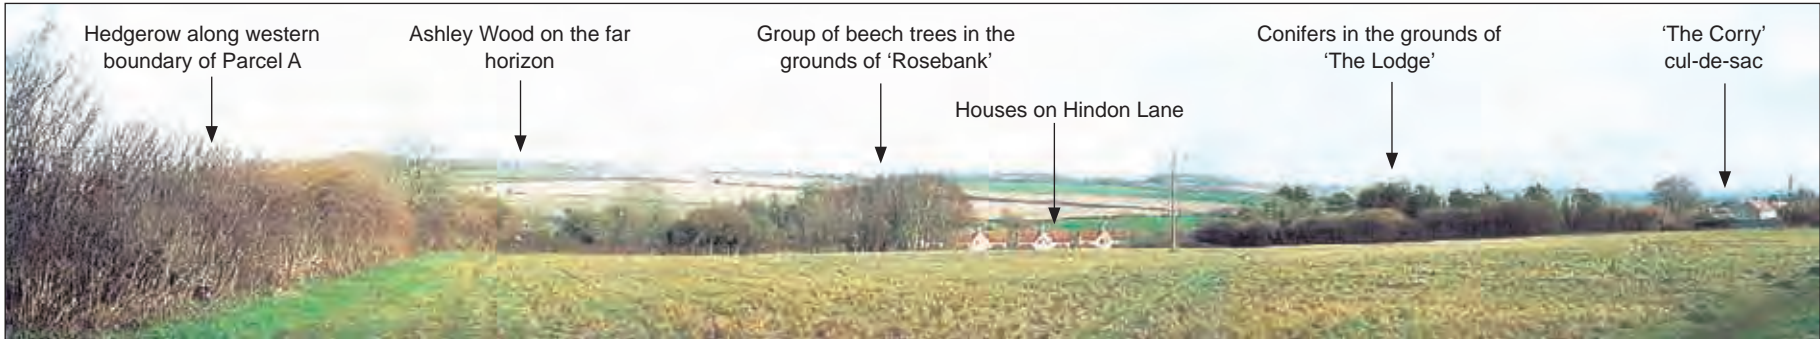 Hedgerow along western
boundary of Parcel A
Ashley Wood on the far
horizon
Group of beech trees in the
grounds of ‘Rosebank’
Houses on Hindon Lane
Conifers in the grounds of
‘The Lodge’
‘The Corry’
cul-de-sac